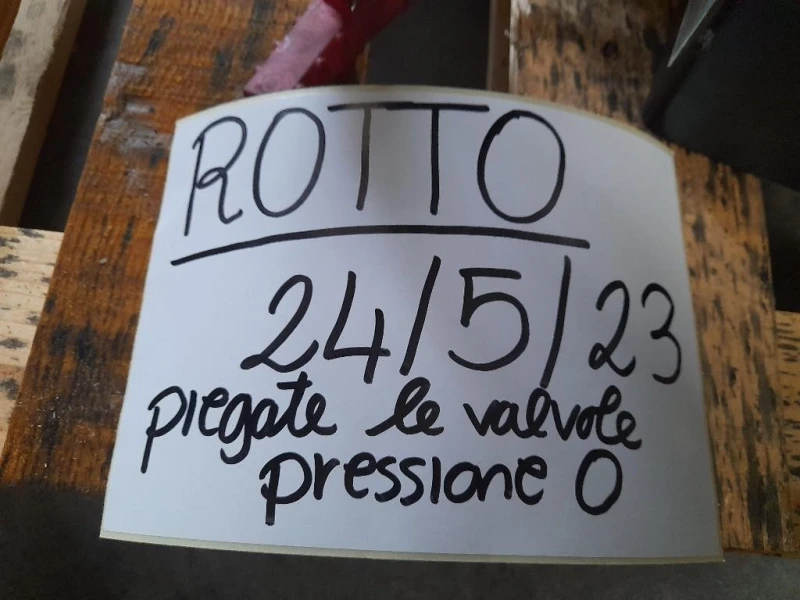 ROTTO
24/5/23
piegate le valvole
pressione 0